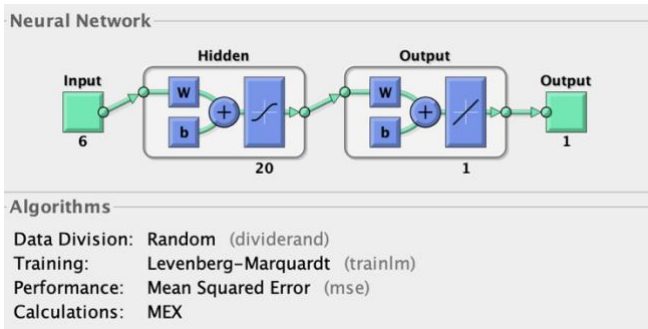 Neural Network
Hidden Output
Input Output
W W
b b
6 1
20 1
Algorithms
Data Division: Random (dividerand)
Training: Levenberg-Marquardt (trainlm)
Performance: Mean Squared Error (mse)
Calculations: MEX